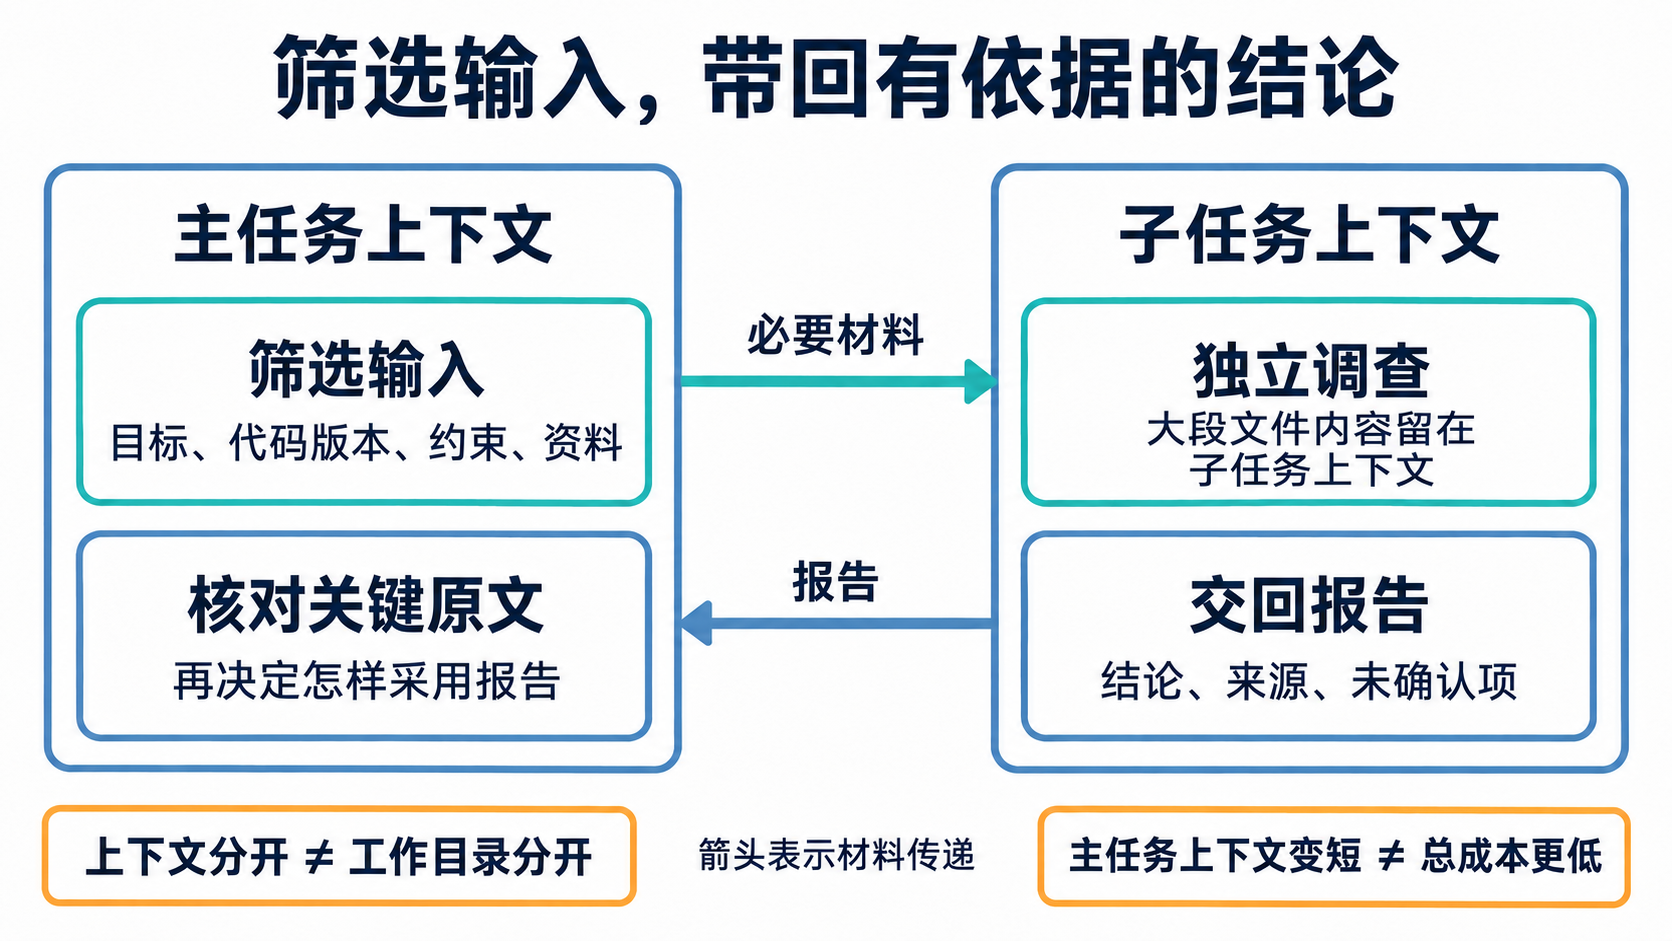 筛选输入，带回有依据的结论
主任务上下文
筛选输入
目标、代码版本、约束、资料
核对关键原文
再决定怎样采用报告
必要材料
报告
子任务上下文
独立调查
大段文件内容留在
子任务上下文
交回报告
结论、来源、未确认项
上下文分开 ≠ 工作目录分开
箭头表示材料传递
主任务上下文变短 ≠ 总成本更低